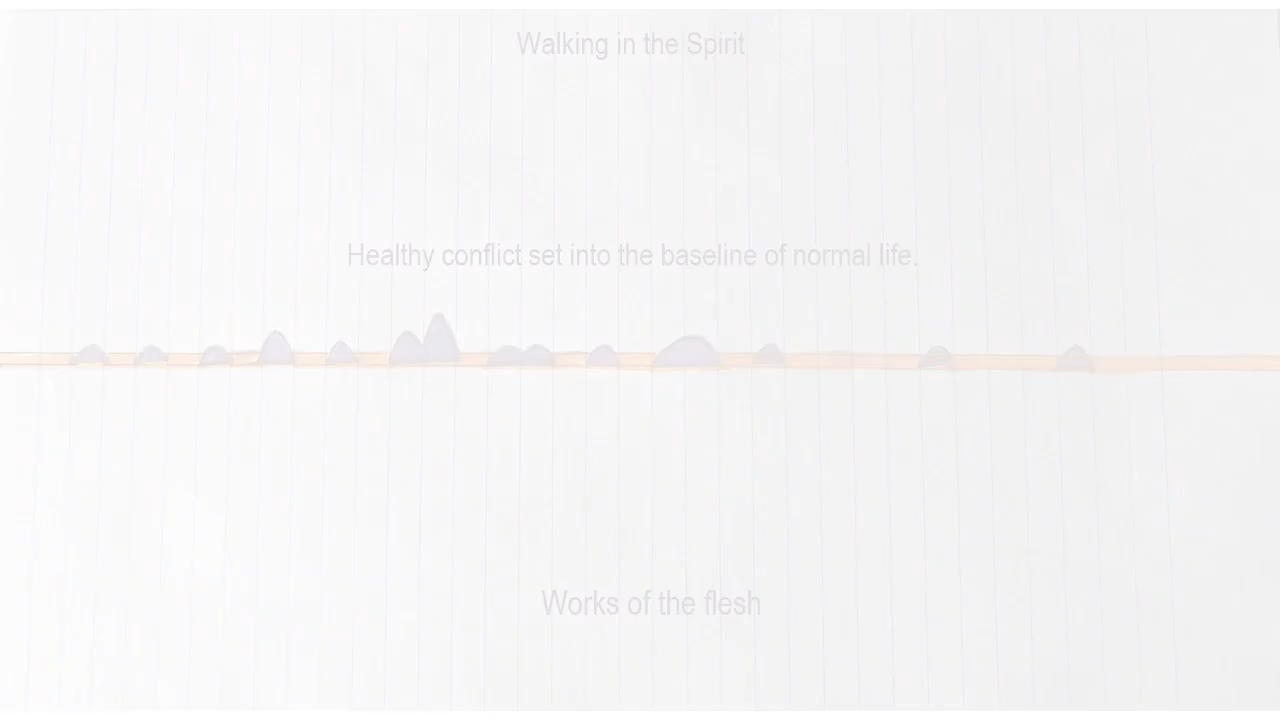 Walking in the Spirit
Healthy conflict set into the baseline of normal life.
Works of the flesh